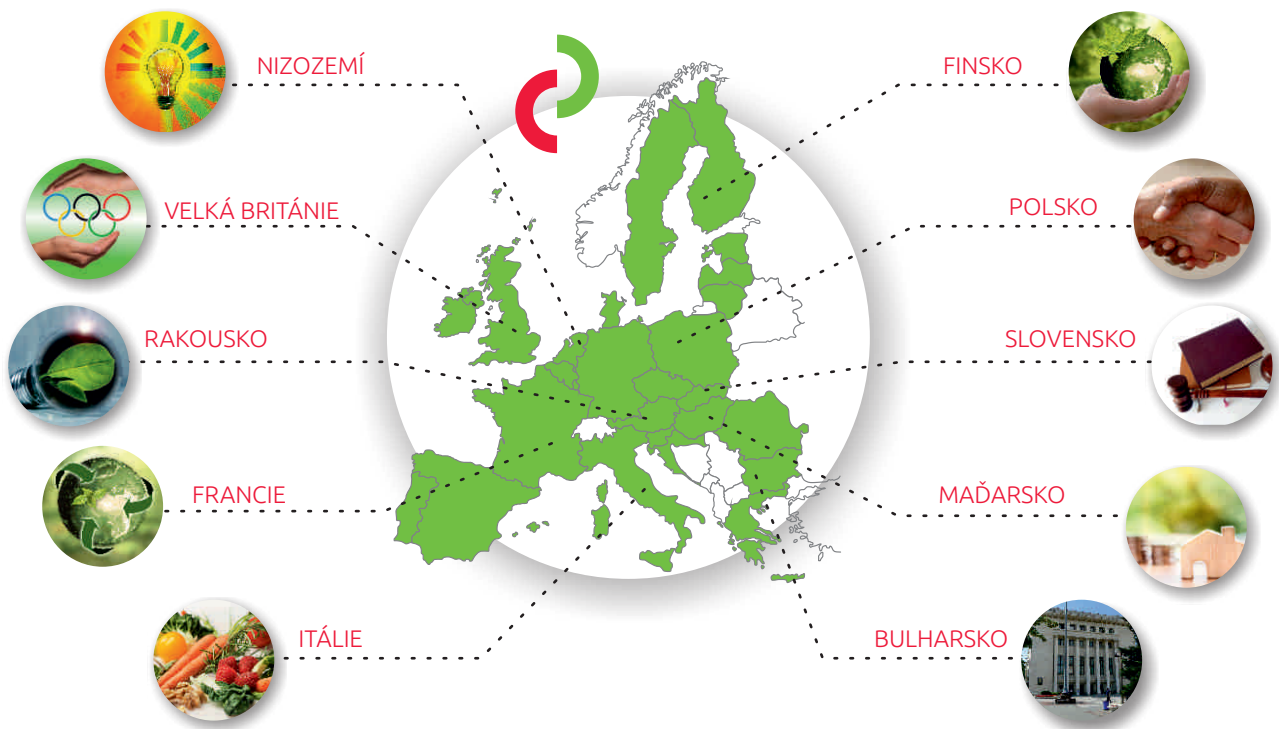 NIZOZEMÍ
FINSKO
VELKÁ BRITÁNIE
POLSKO
RAKOUSKO
SLOVENSKO
FRANCIE
MAĎARSKO
ITÁLIE
BULHARSKO